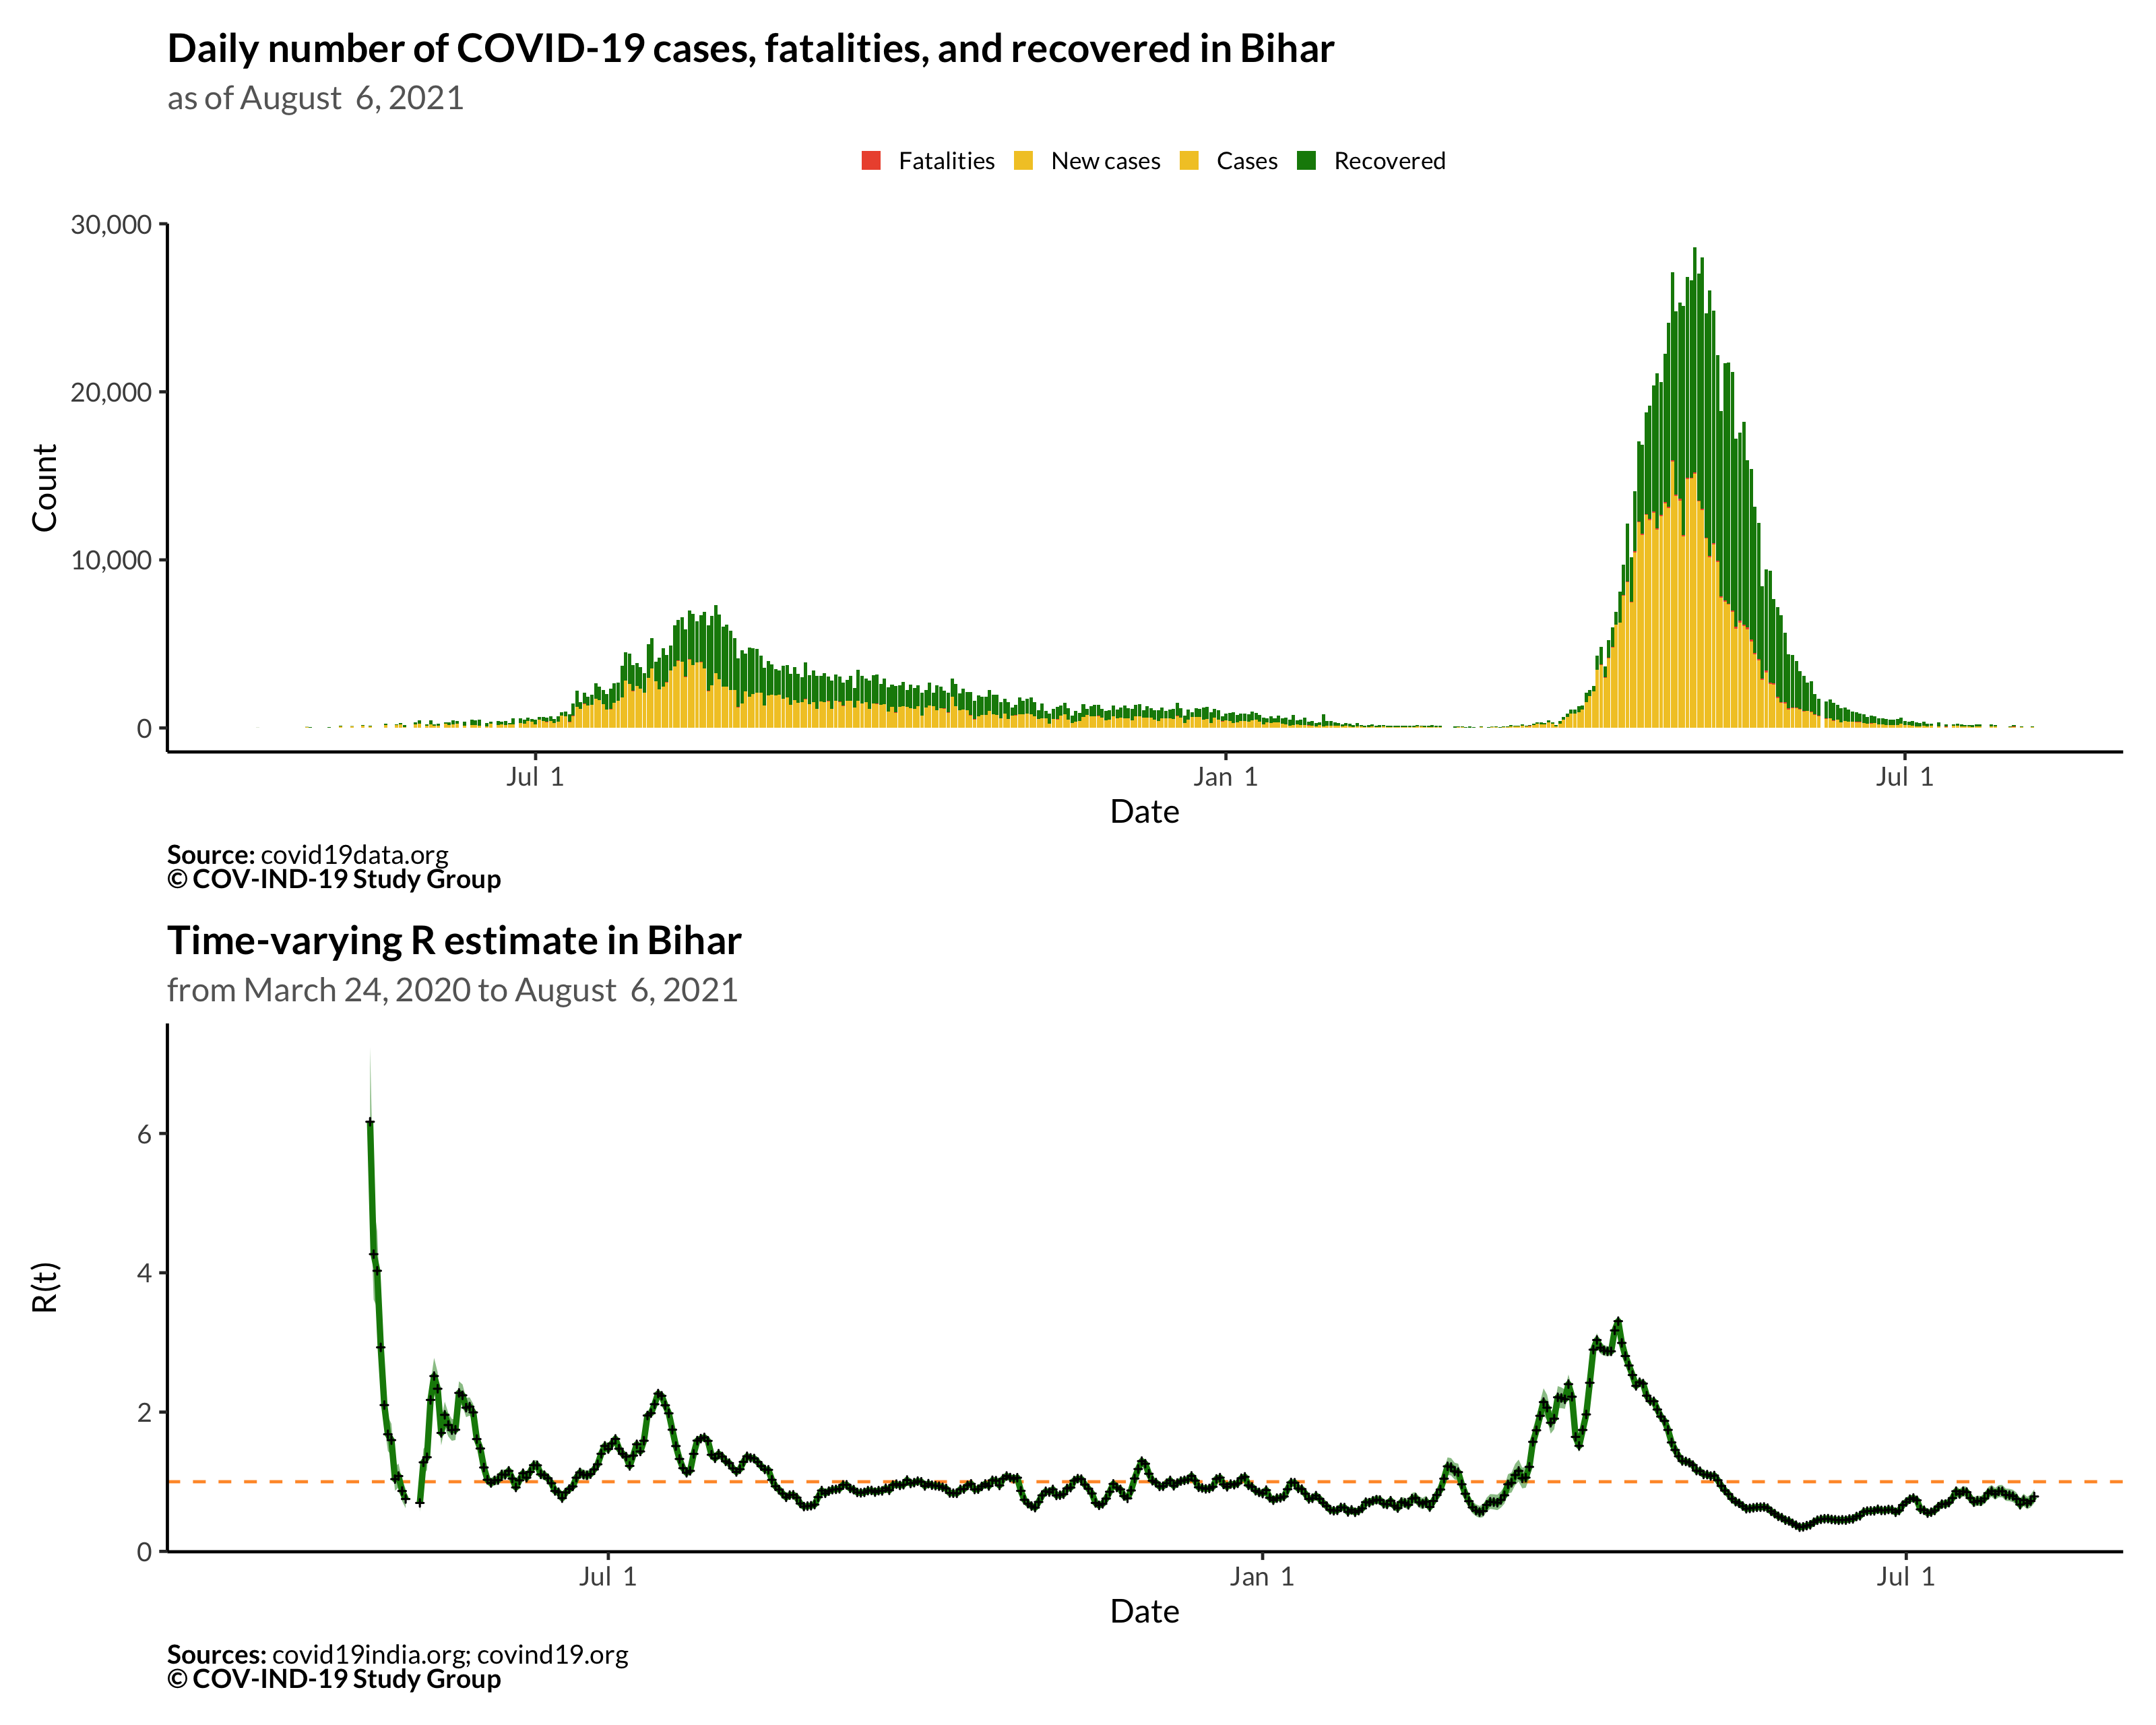 Daily number of COVID-19 cases, fatalities, and recovered in Bihar
as of August  6, 2021
Fatalities New cases Cases Recovered
30,000
20,000
10,000
0
Count
Jul  1 Jan  1 Jul  1
Date
Source: covid19data.org
© COV-IND-19 Study Group
Time-varying R estimate in Bihar
from March 24, 2020 to August  6, 2021
6
4
2
0
R(t)
Jul  1 Jan  1 Jul  1
Date
Sources: covid19india.org; covind19.org
© COV-IND-19 Study Group